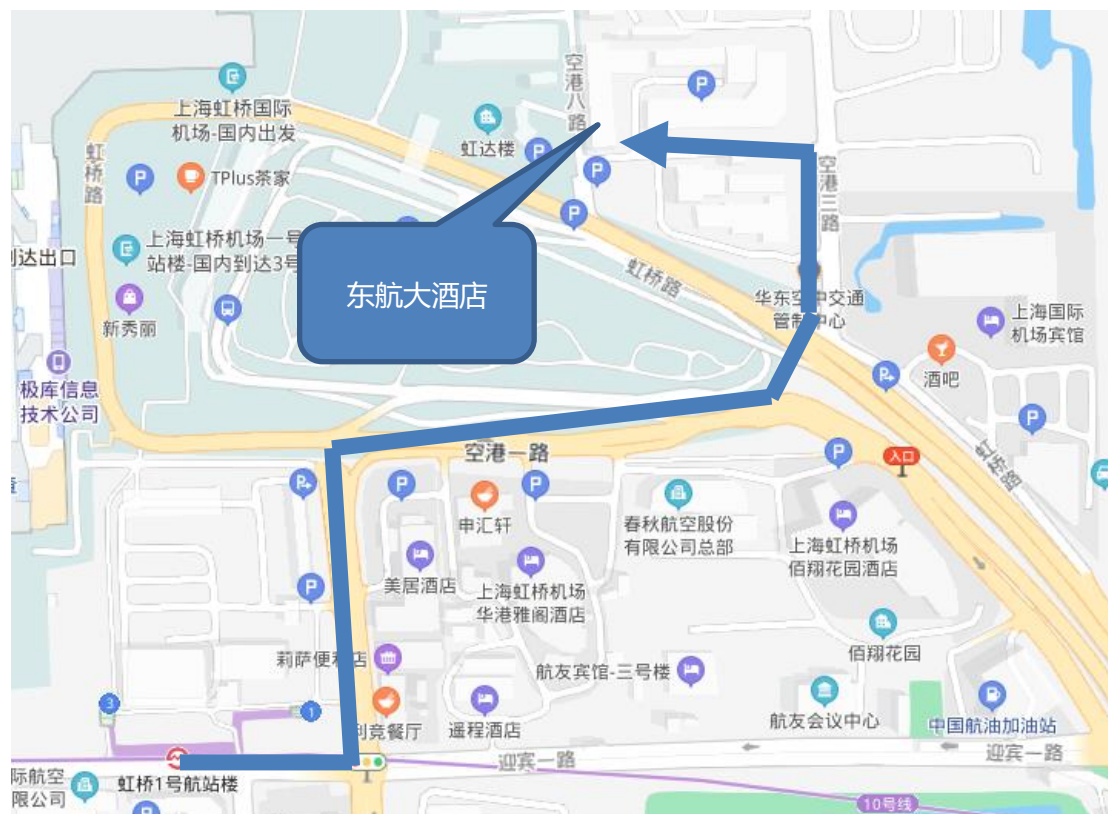 空港八路
上海虹桥国际
机场-国内出发
虹达楼
虹桥路
TPlus茶家
空港三路
上海虹桥机场一号
站楼-国内到达3号
达出口
虹桥路
东航大酒店
新秀丽
华东空中交通
管制中心
上海国际
机场宾馆
极库信息
技术公司
酒吧
空港一路
入口
虹桥路
申汇轩
春秋航空股份
有限公司总部
上海虹桥机场
佰翔花园酒店
美居酒店
上海虹桥机场
华港雅阁酒店
佰翔花园
莉萨便利店
航友宾馆-三号楼
3
1
利竞餐厅
遥程酒店
航友会议中心
中国航油加油站
迎宾一路
迎宾一路
际航空
限公司
虹桥1号航站楼
10号线